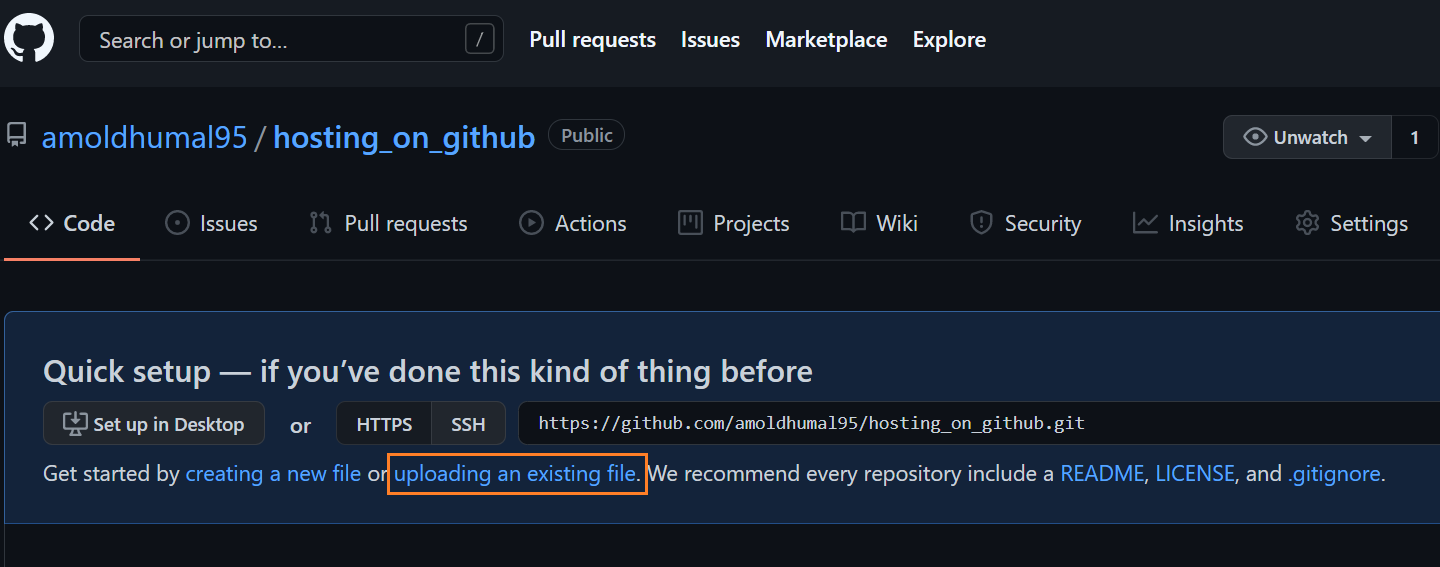 Search or jump to... /
Pull requests Issues Marketplace Explore
amoldhumal95 / hosting_on_github Public
Unwatch 1
Code Issues Pull requests Actions Projects Wiki Security Insights Settings
Quick setup — if you’ve done this kind of thing before
Set up in Desktop or HTTPS SSH https://github.com/amoldhumal95/hosting_on_github.git
Get started by creating a new file or uploading an existing file. We recommend every repository include a README, LICENSE, and .gitignore.